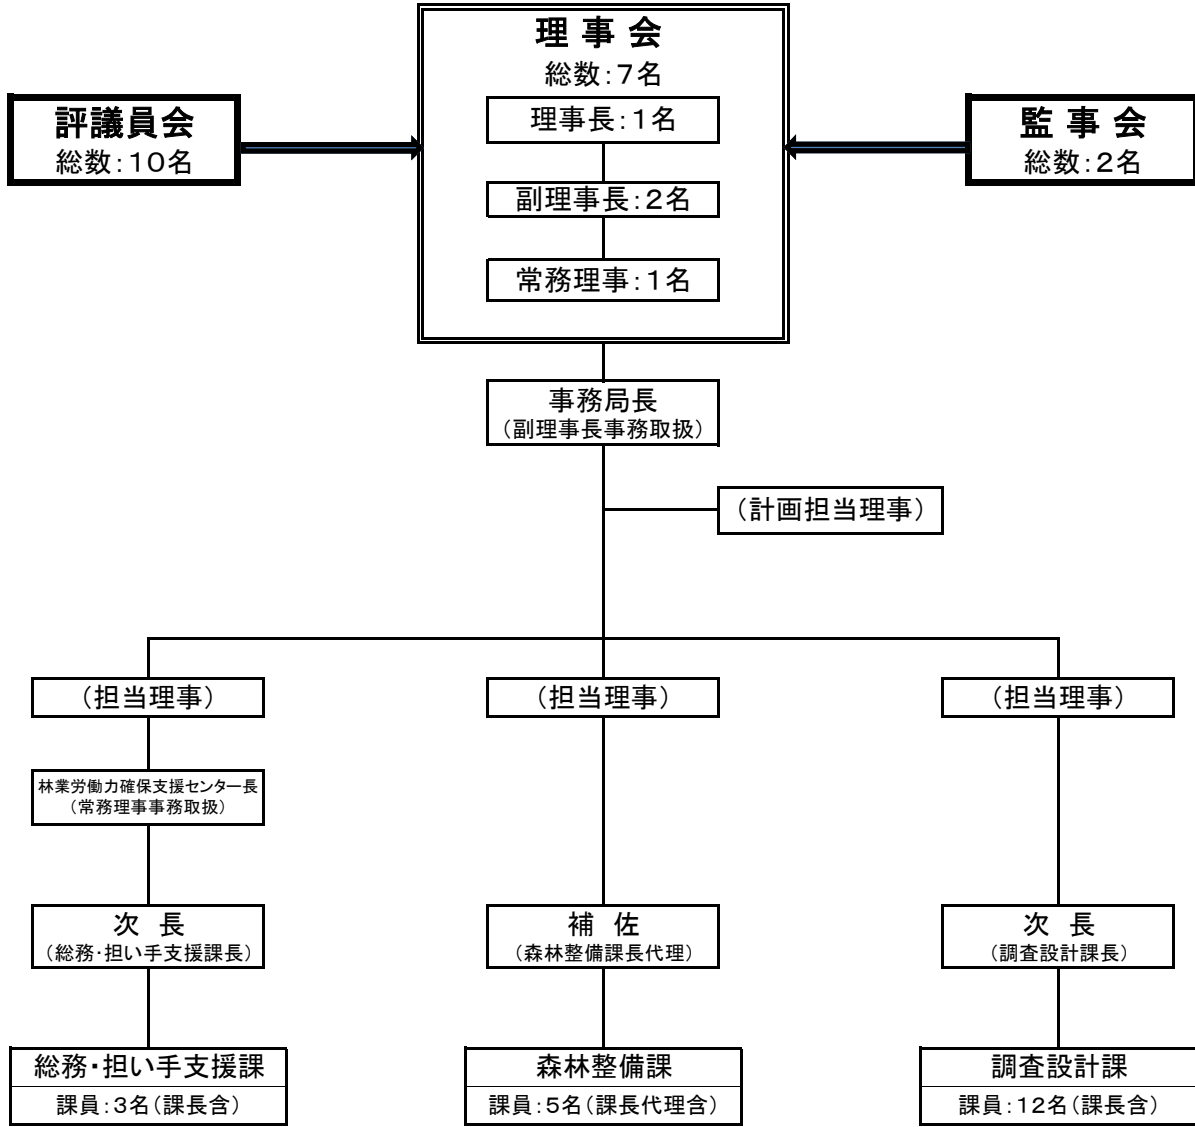 理 事 会
総数：７名
理事長：１名
副理事長：２名
常務理事：１名
評議員会
総数：１０名
監 事 会
総数：２名
事務局長
（副理事長事務取扱）
（計画担当理事）
（担当理事）
（担当理事）
（担当理事）
林業労働力確保支援センター長
（常務理事事務取扱）
次 長
（総務・担い手支援課長）
補 佐
（森林整備課長代理）
次 長
（調査設計課長）
総務・担い手支援課
課員：３名（課長含）
森林整備課
課員：５名（課長代理含）
調査設計課
課員：１２名（課長含）